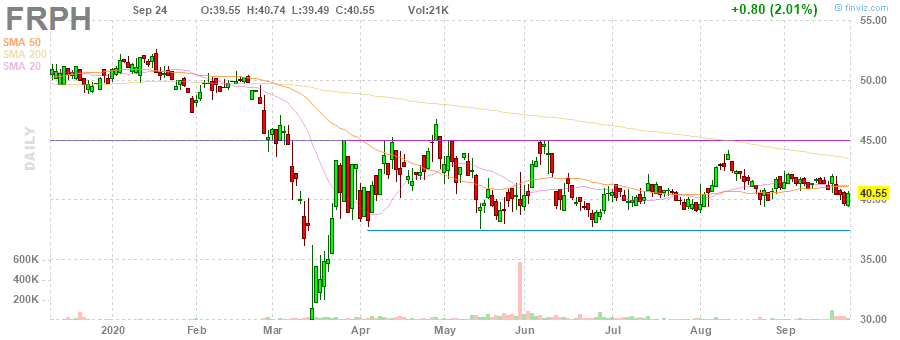 FRPH Sep 24 O:39.55 H:40.74 L:39.49 C:40.55 Vol:21K +0.80 (2.01%) © finviz.com
SMA 50
SMA 200
SMA 20
DAILY
55.00
50.00
45.00
40.55
40.00
35.00
30.00
600K
400K
200K
2020 Feb Mar Apr May Jun Jul Aug Sep